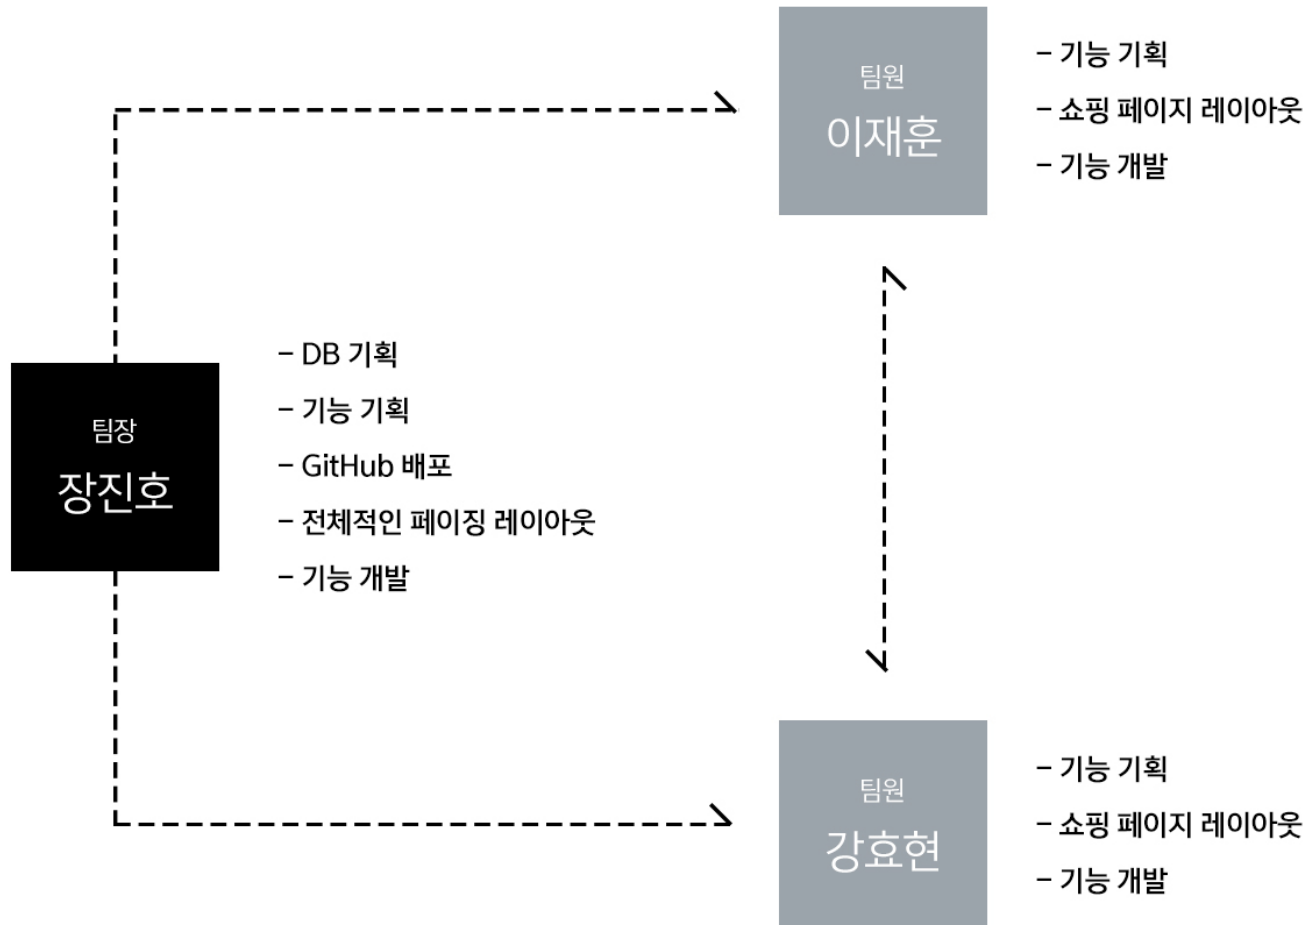 팀원
이재훈
- 기능 기획
- 쇼핑 페이지 레이아웃
- 기능 개발
팀장
장진호
- DB 기획
- 기능 기획
- GitHub 배포
- 전체적인 페이징 레이아웃
- 기능 개발
팀원
강효현
- 기능 기획
- 쇼핑 페이지 레이아웃
- 기능 개발